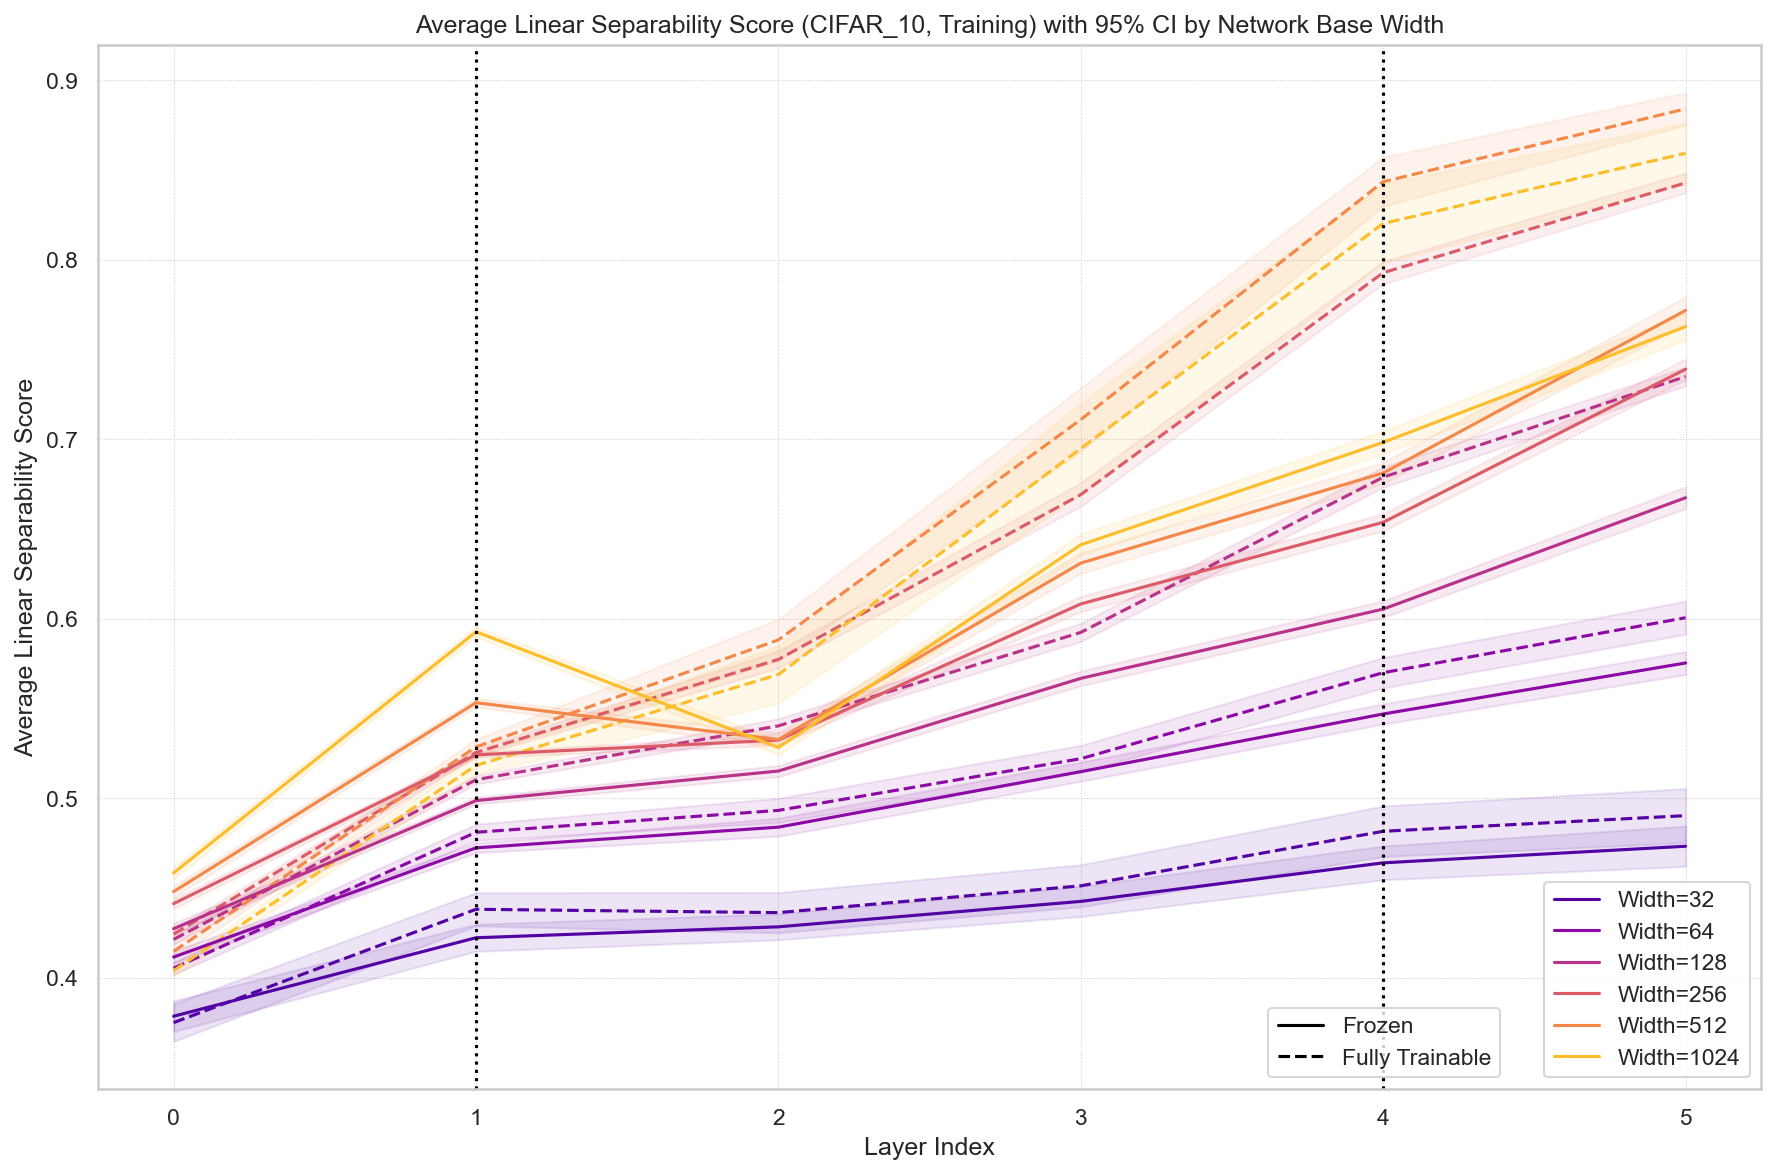 Average Linear Separability Score (CIFAR_10, Training) with 95% CI by Network Base Width
Average Linear Separability Score
0.9
0.8
0.7
0.6
0.5
0.4
0 1 2 3 4 5
Layer Index
Frozen
Fully Trainable
Width=32
Width=64
Width=128
Width=256
Width=512
Width=1024